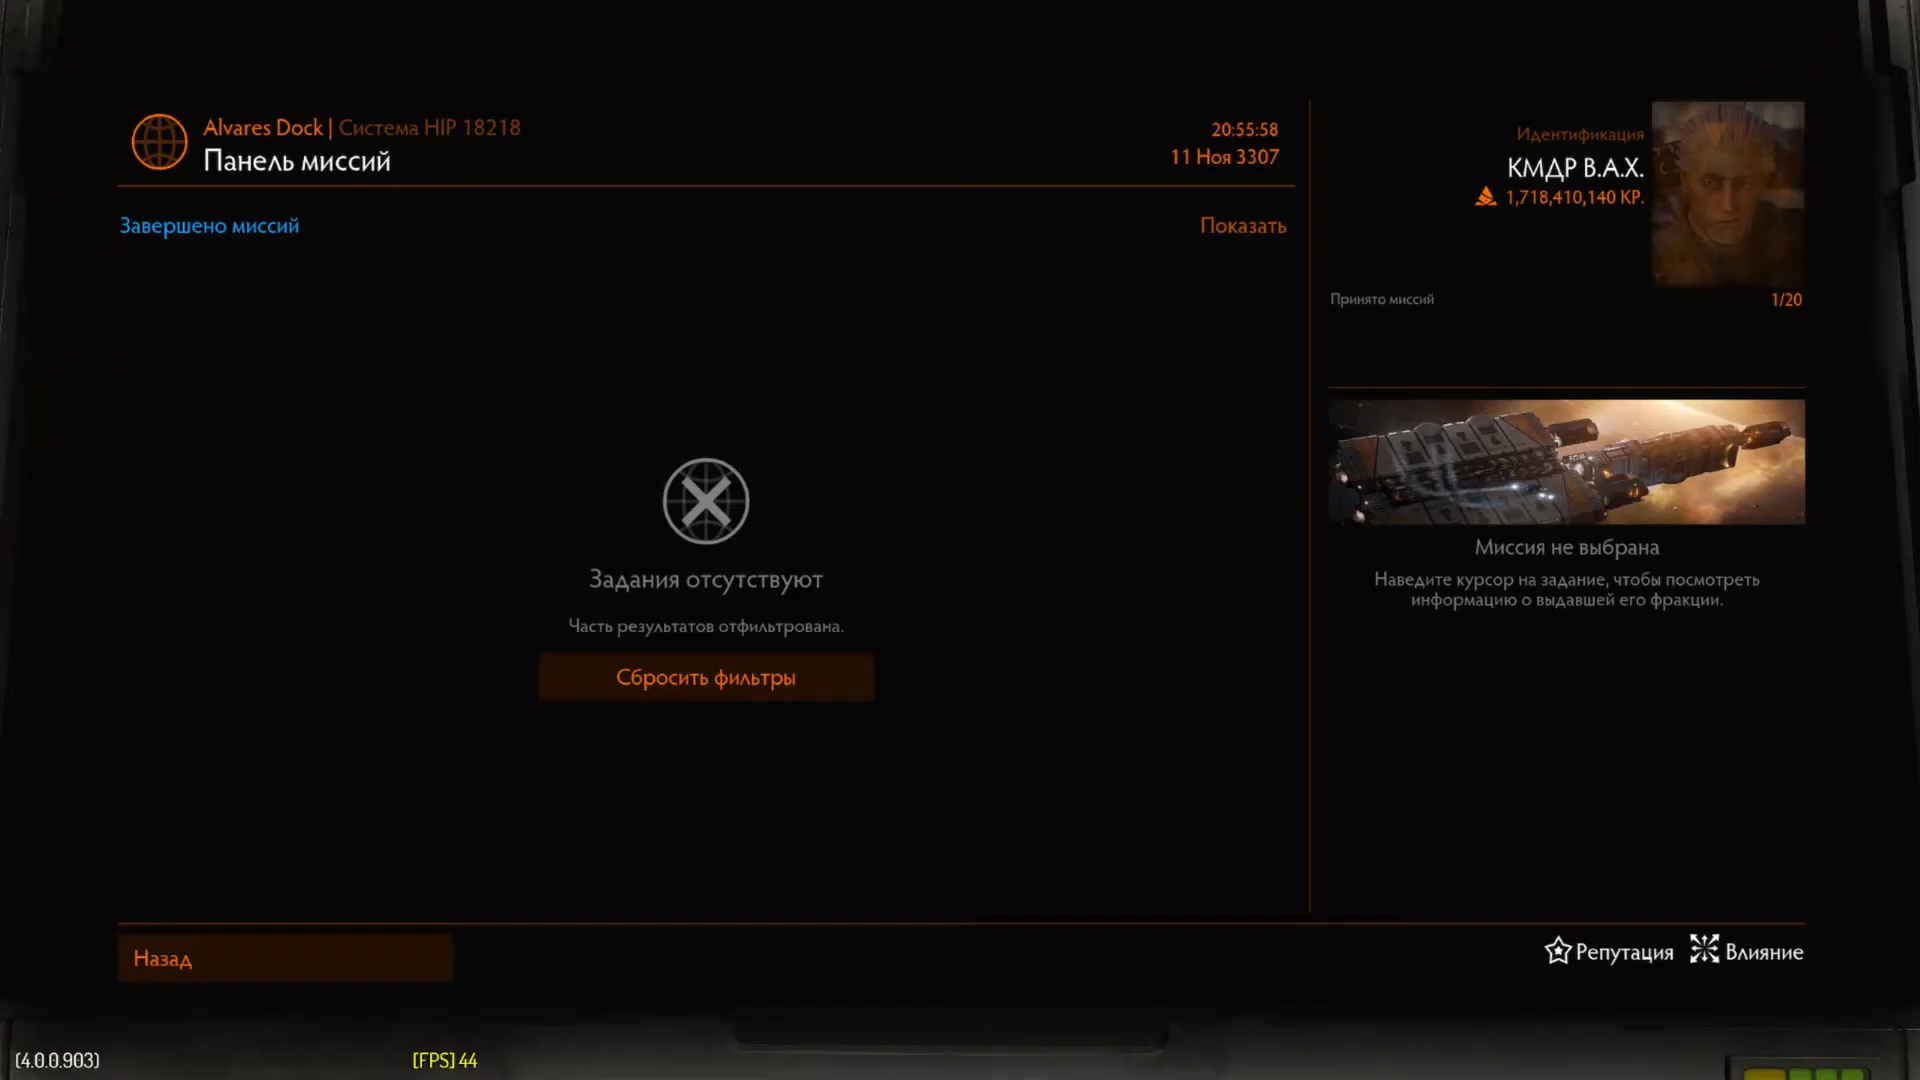 Alvares Dock | Система HIP 18218
Панель миссий
20:55:58
11 Ноя 3307
Завершено миссий
Показать
Задания отсутствуют
Часть результатов отфильтрована.
Сбросить фильтры
Назад
Идентификация
КМДР B.A.X.
1,718,410,140 КР.
Принято миссий
1/20
Миссия не выбрана
Наведите курсор на задание, чтобы посмотреть
информацию о выдавшей его фракции.
Репутация
Влияние
(4.0.0.903)
[FPS] 44